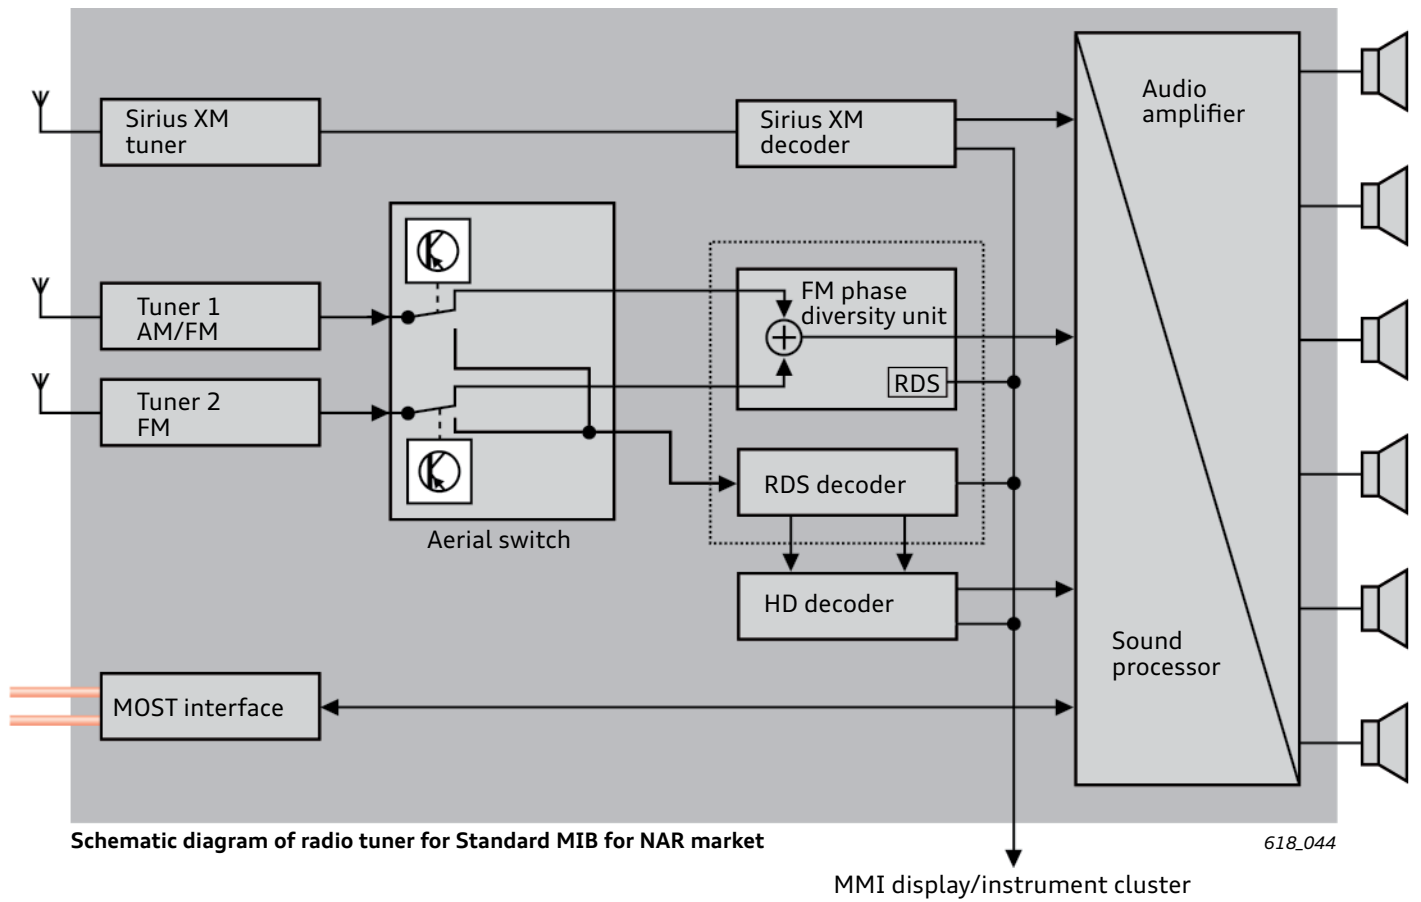 Sirius XM
tuner
Sirius XM
decoder
Audio
amplifier
Tuner 1
AM/FM
FM phase
diversity unit
RDS
Tuner 2
FM
RDS decoder
Aerial switch
HD decoder
Sound
processor
MOST interface
Schematic diagram of radio tuner for Standard MIB for NAR market
618_044
MMI display/instrument cluster